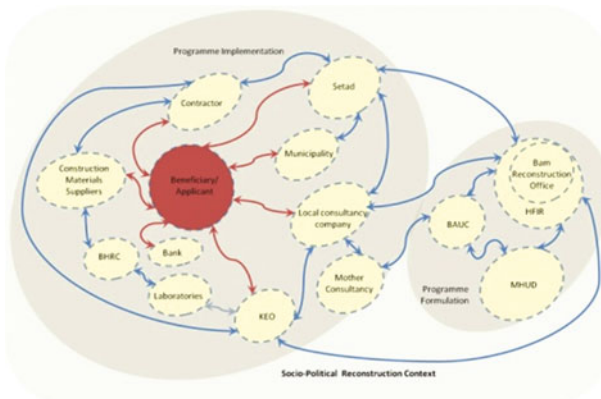 Programme Implementation
Setad
Contractor
Municipality
Bam
Reconstruction
Office
HFIR
Construction
Materials
Suppliers
Beneficiary/
Applicant
Local consultancy
company
BAUC
BHRC
Bank
Mother
Consultancy
MHUD
Programme
Formulation
Laboratories
KEO
Socio-Political Reconstruction Context